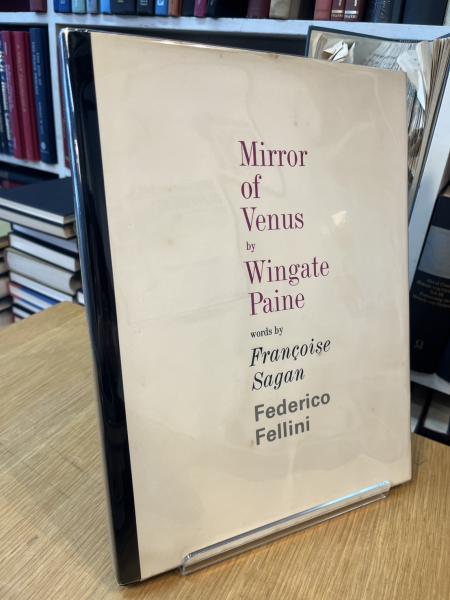 Mirror
of
Venus
by
Wingate
Paine
words by
Françoise
Sagan
Federico
Fellini